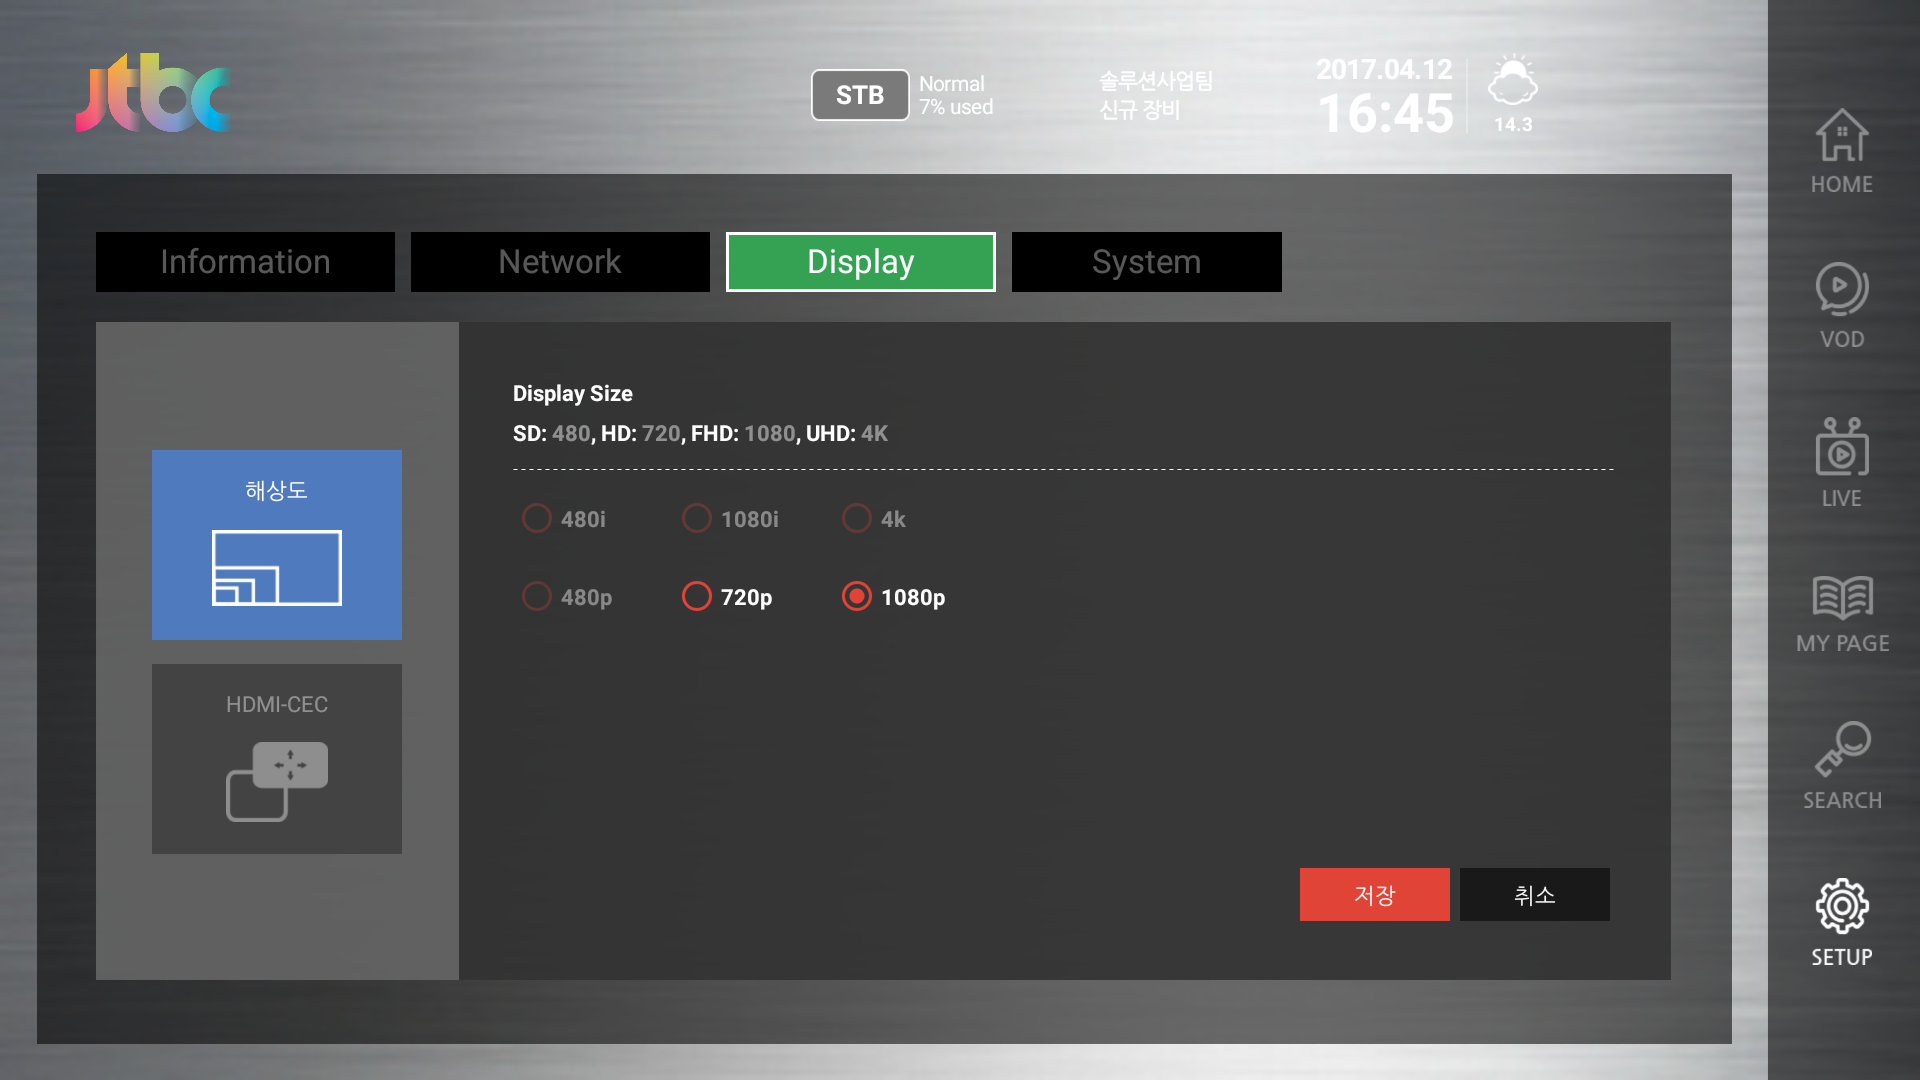 jtbc
STB
Normal
7% used
솔루션사업팀
신규 장비
2017.04.12
16:45
14.3
HOME
VOD
LIVE
MY PAGE
SEARCH
SETUP
Information
Network
Display
System
해상도
HDMI-CEC
Display Size
SD: 480, HD: 720, FHD: 1080, UHD: 4K
480i
1080i
4k
480p
720p
1080p
저장
취소